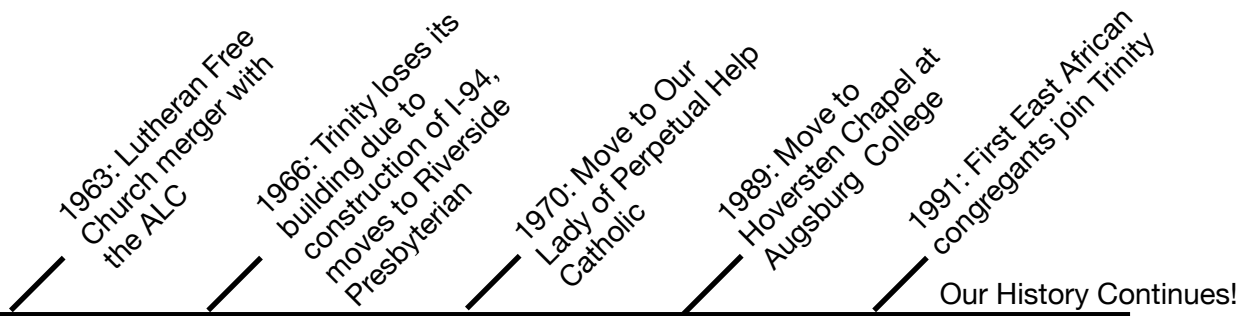 1963: Lutheran Free
Church merger with
the ALC
1966: Trinity loses its
building due to
construction of I-94,
moves to Riverside
Presbyterian
1970: Move to Our
Lady of Perpetual Help
Catholic
1989: Move to
Hoversten Chapel at
Augsburg College
1991: First East African
congregants join Trinity
Our History Continues!